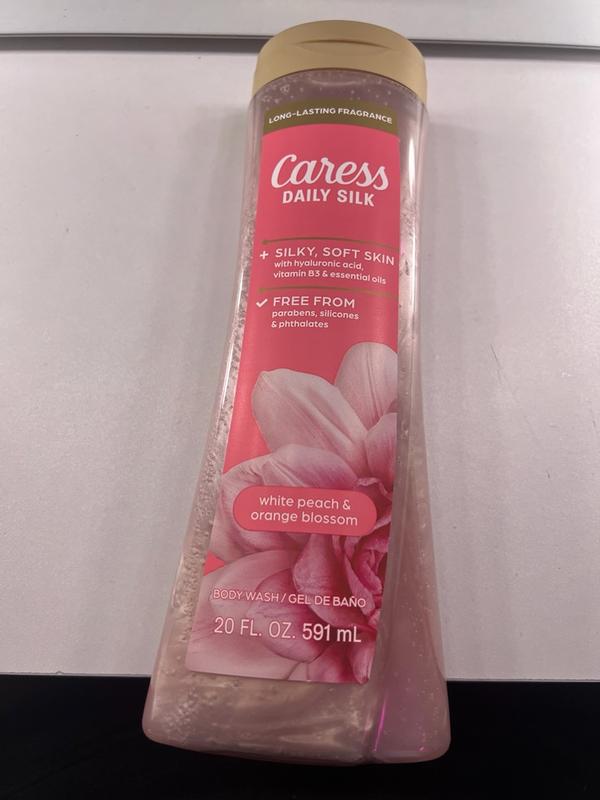 LONG-LASTING FRAGRANCE
Caress
DAILY SILK
+ SILKY, SOFT SKIN
with hyaluronic acid,
vitamin B3 & essential oils
✓ FREE FROM
parabens, silicones
& phthalates
white peach &
orange blossom
BODY WASH / GEL DE BAÑO
20 FL. OZ. 591 mL